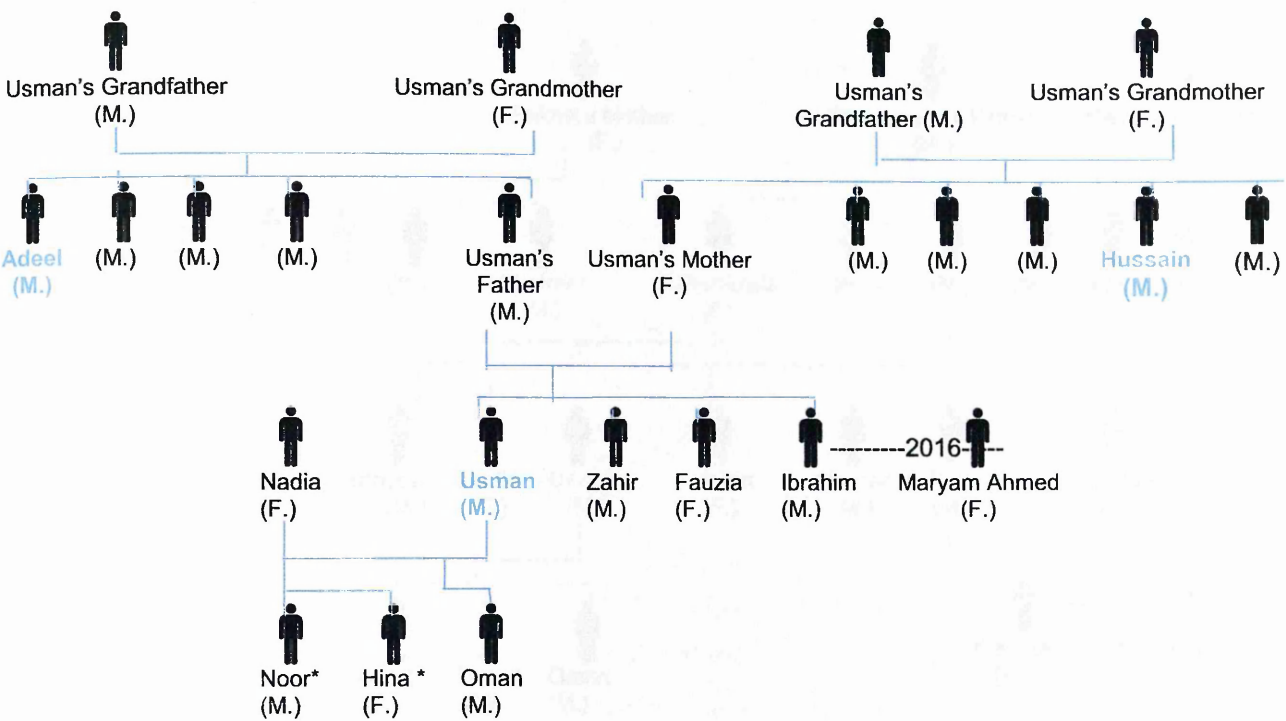 Usman's Grandfather
(M.)
Usman's Grandmother
(F.)
Usman's
Grandfather (M.)
Usman's Grandmother
(F.)
Adeel
(M.)
(M.)
(M.)
(M.)
Usman's
Father
(M.)
Usman's Mother
(F.)
(M.)
(M.)
(M.)
Hussain
(M.)
(M.)
Nadia
(F.)
Usman
(M.)
Zahir
(M.)
Fauzia
(F.)
Ibrahim
(M.)
2016
Maryam Ahmed
(F.)
Noor*
(M.)
Hina *
(F.)
Oman
(M.)